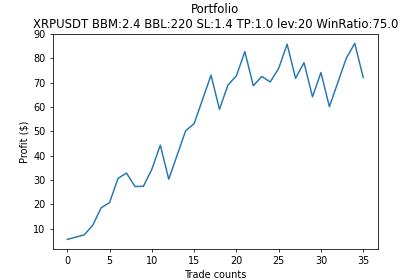 Portfolio
XRPUSDT BBM:2.4 BBL:220 SL:1.4 TP:1.0 lev:20 WinRatio:75.0
90
80
70
60
50
40
30
20
10
Profit ($)
0 5 10 15 20 25 30 35
Trade counts